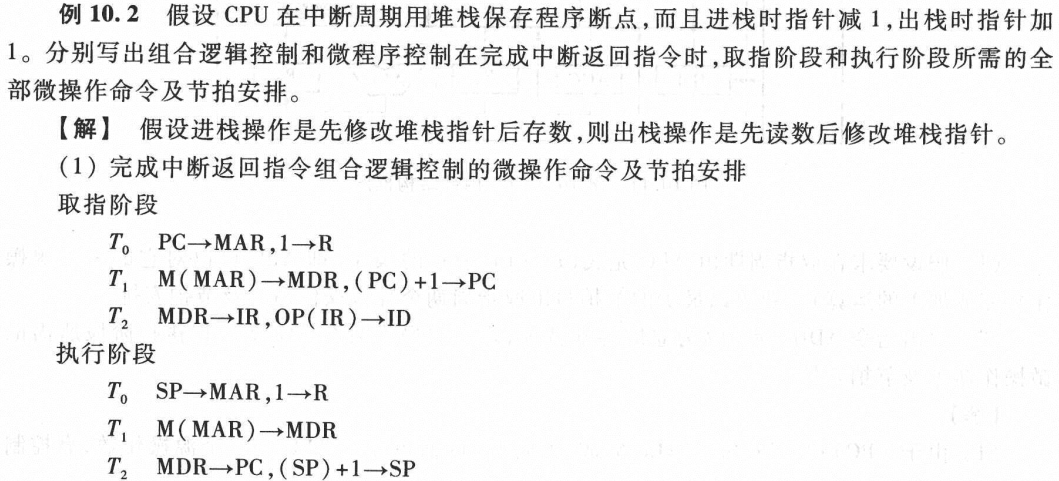 例 10.2 假设 CPU 在中断周期用堆栈保存程序断点,而且进栈时指针减 1,出栈时指针加
1。分别写出组合逻辑控制和微程序控制在完成中断返回指令时,取指阶段和执行阶段所需的全
部微操作命令及节拍安排。
【解】 假设进栈操作是先修改堆栈指针后存数,则出栈操作是先读数后修改堆栈指针。
(1) 完成中断返回指令组合逻辑控制的微操作命令及节拍安排
取指阶段
T₀ PC→MAR,1→R
T₁ M(MAR)→MDR,(PC)+1→PC
T₂ MDR→IR,OP(IR)→ID
执行阶段
T₀ SP→MAR,1→R
T₁ M(MAR)→MDR
T₂ MDR→PC,(SP)+1→SP